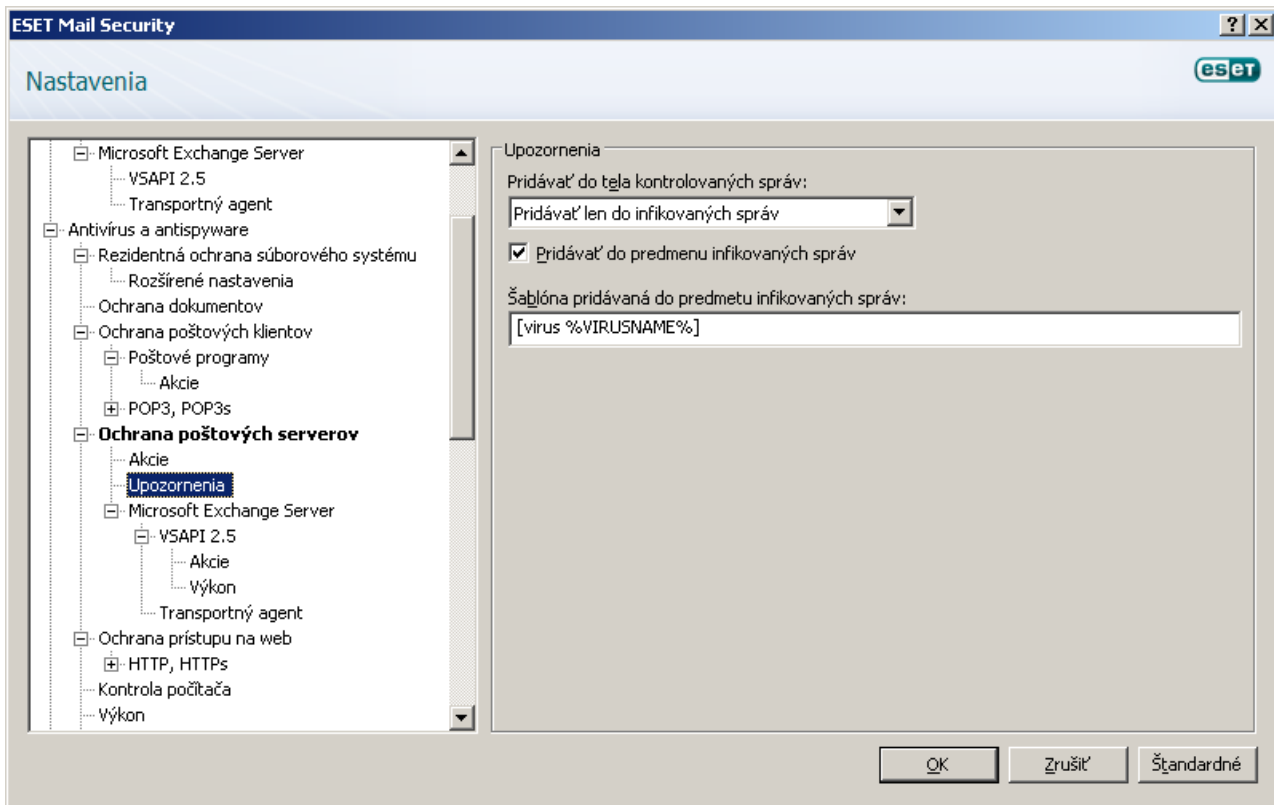 ESET Mail Security
Nastavenia
eset
Microsoft Exchange Server
VSAPI 2.5
Transportný agent
Antivírus a antispyware
Rezidentná ochrana súborového systému
Rozšírené nastavenia
Ochrana dokumentov
Ochrana poštových klientov
Poštové programy
Akcie
POP3, POP3s
Ochrana poštových serverov
Akcie
Upozornenia
Microsoft Exchange Server
VSAPI 2.5
Akcie
Výkon
Transportný agent
Ochrana prístupu na web
HTTP, HTTPs
Kontrola počítača
Výkon
Upozornenia
Pridávať do tela kontrolovaných správ:
Pridávať len do infikovaných správ
Pridávať do predmenu infikovaných správ
Šablóna pridávaná do predmetu infikovaných správ:
[virus %VIRUSNAME%]
OK
Zrušiť
Štandardné